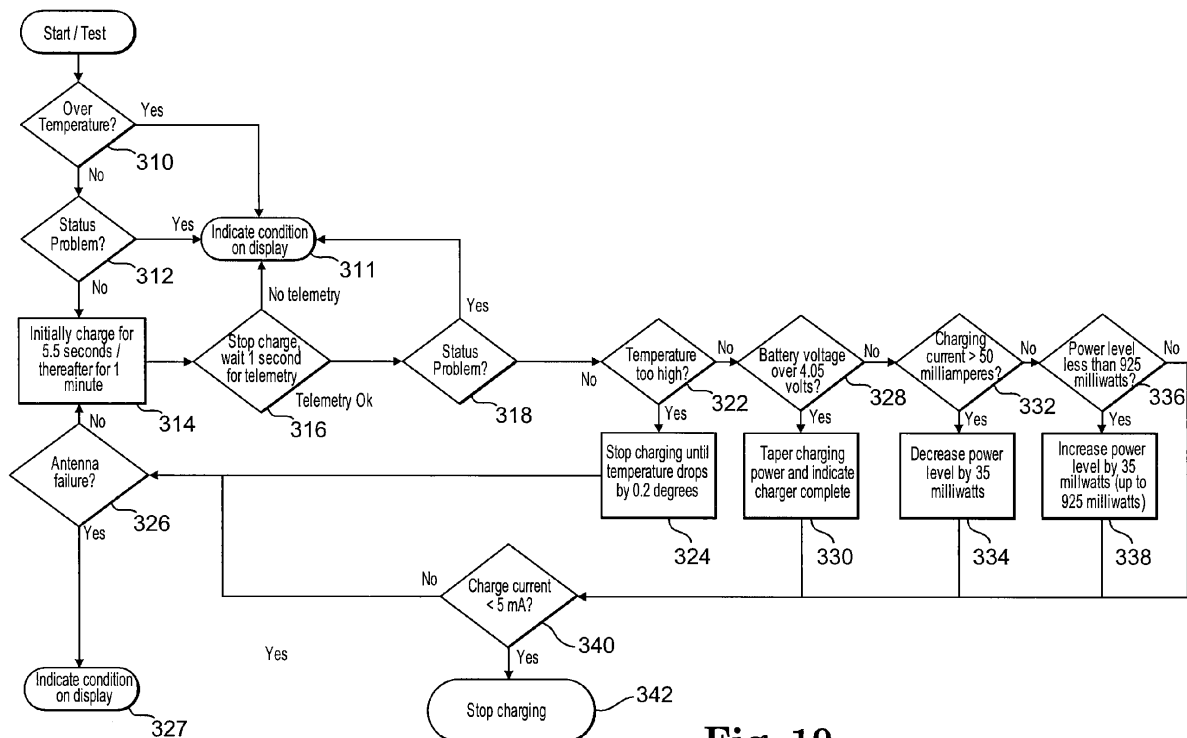 Start / Test
Over
Temperature?
Yes
310
No
Status
Problem?
Yes
312
No
Indicate condition
on display
311
No telemetry
Initially charge for
5.5 seconds /
thereafter for 1
minute
314
Stop charge,
wait 1 second
for telemetry
Telemetry Ok
316
Yes
Status
Problem?
318
No
Temperature
too high?
322
No
Yes
Battery voltage
over 4.05
volts?
328
No
Yes
Charging
current > 50
milliamperes?
332
No
Yes
Power level
less than 925
milliwatts?
336
No
Yes
No
Antenna
failure?
326
Yes
Stop charging until
temperature drops
by 0.2 degrees
324
Taper charging
power and indicate
charger complete
330
Decrease power
level by 35
milliwatts
334
Increase power
level by 35
millwatts (up to
925 milliwatts)
338
No
Charge current
< 5 mA?
340
Yes
Yes
Indicate condition
on display
327
Stop charging
342
Fig. 19